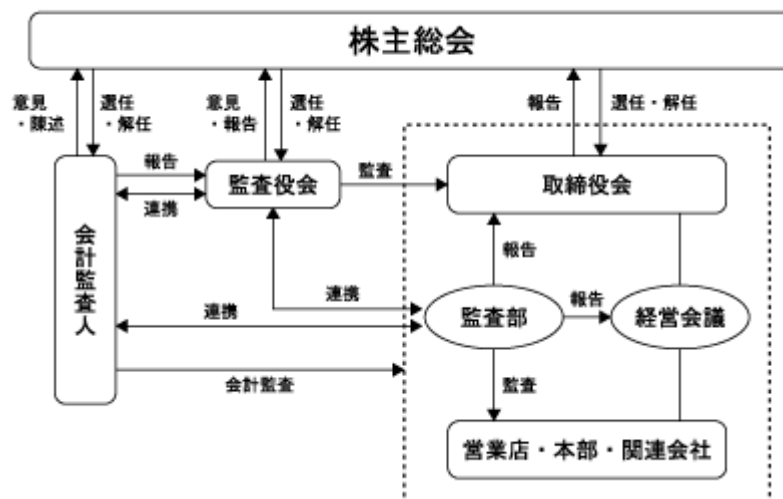 株主総会
意見
・陳述
選任
・解任
意見
・報告
選任
・解任
報告
選任・解任
報告
連携
監査役会
監査
取締役会
会計監査人
報告
連携
連携
監査部
報告
経営会議
会計監査
監査
営業店・本部・関連会社